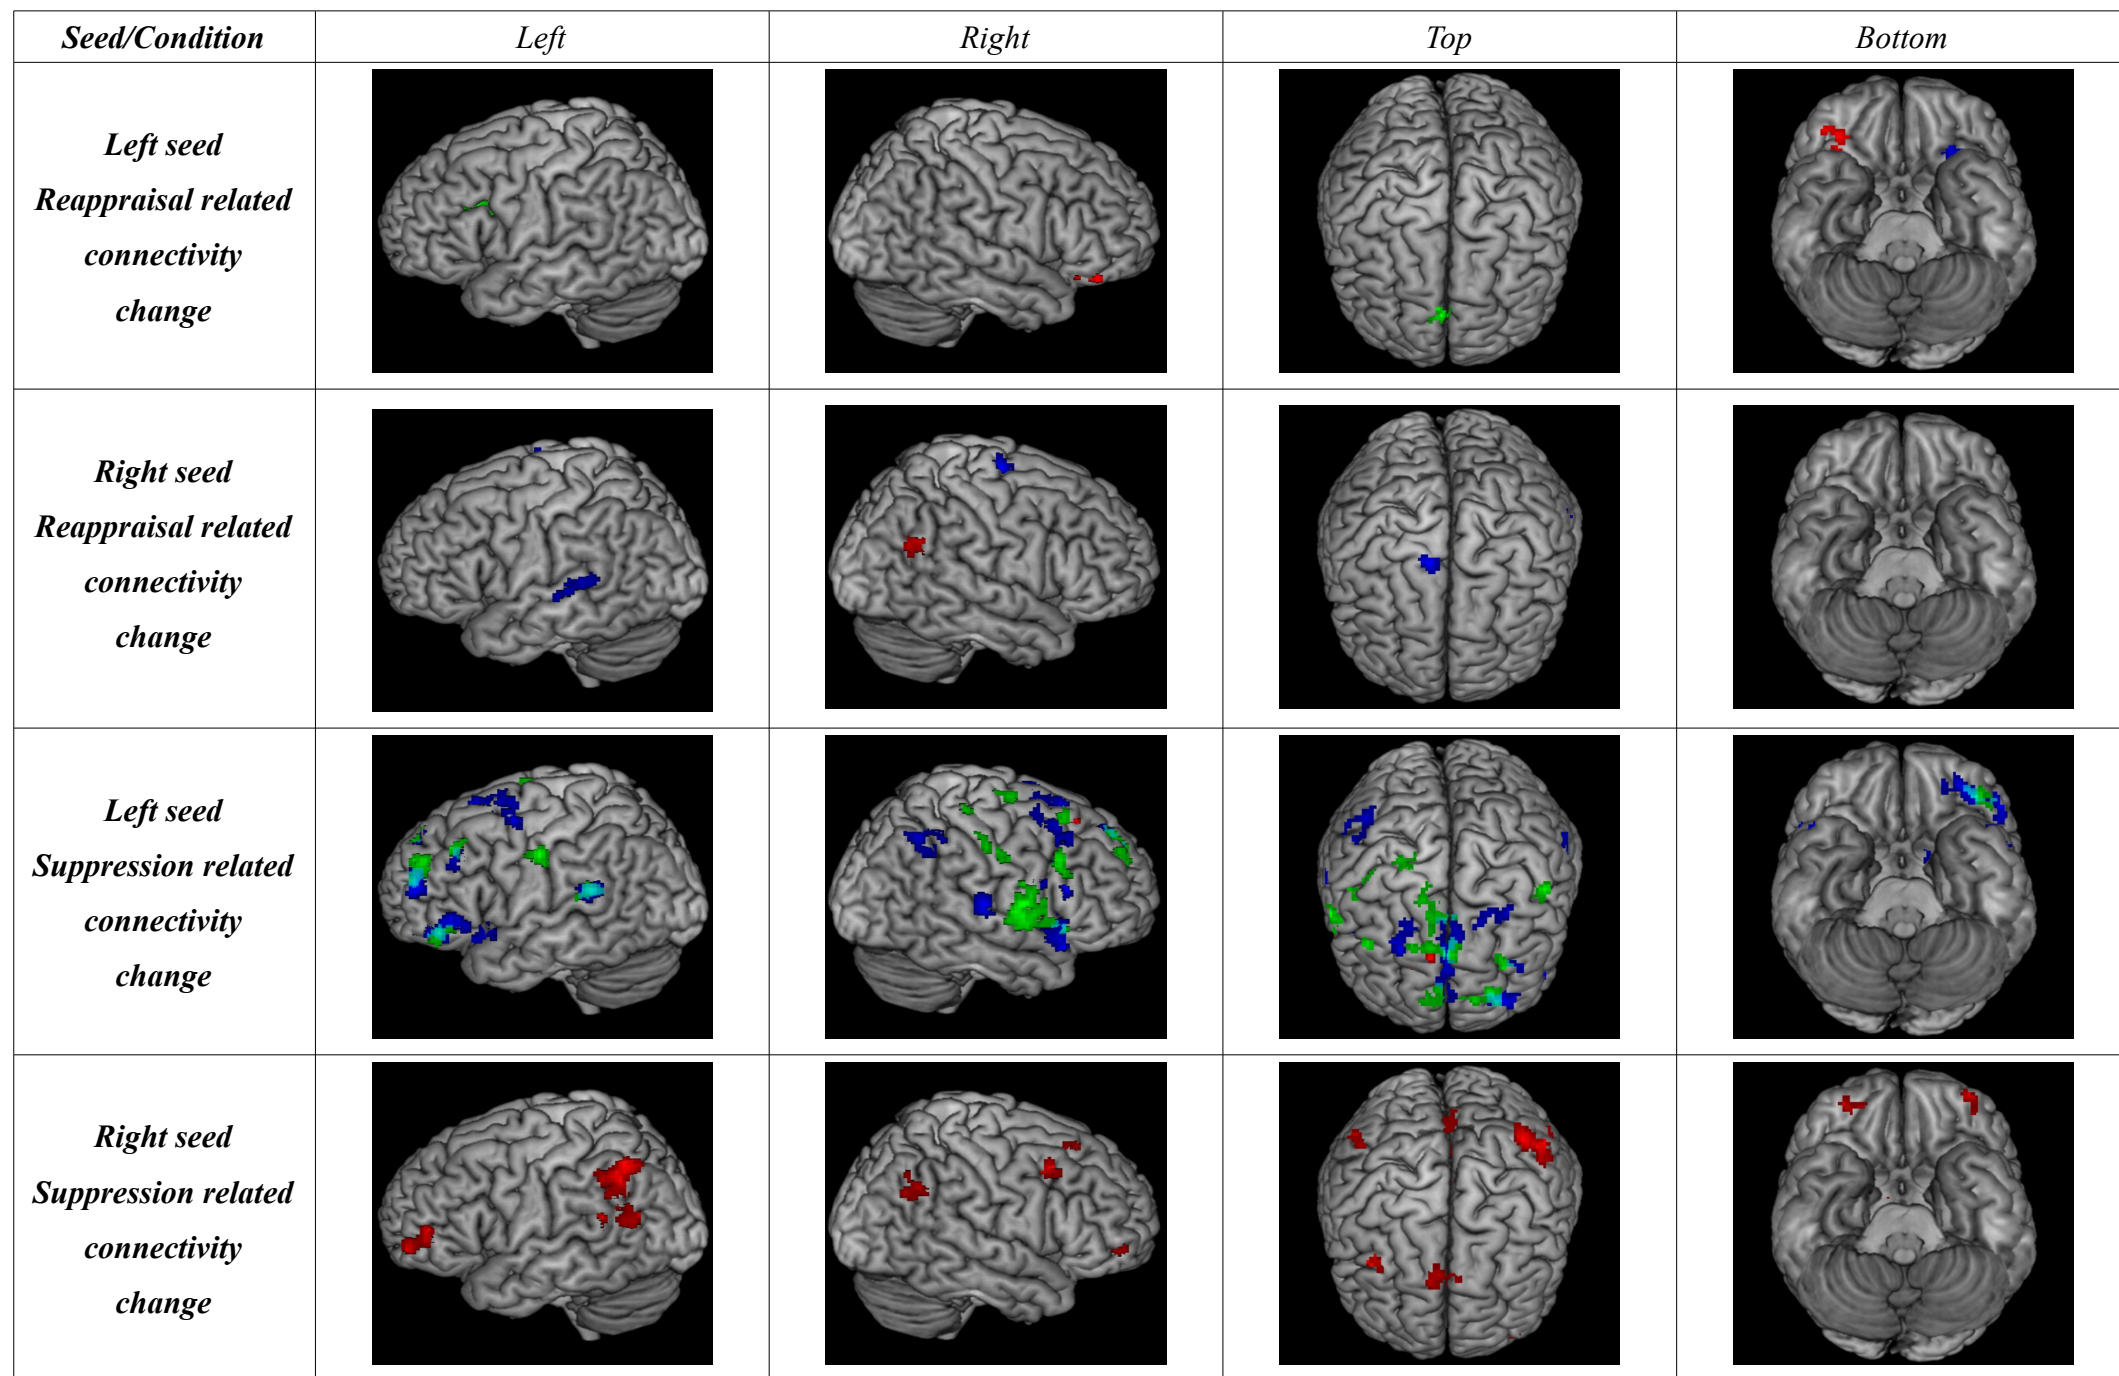 Seed/Condition Left Right Top Bottom
Left seed
Reappraisal related
connectivity
change
Right seed
Reappraisal related
connectivity
change
Left seed
Suppression related
connectivity
change
Right seed
Suppression related
connectivity
change